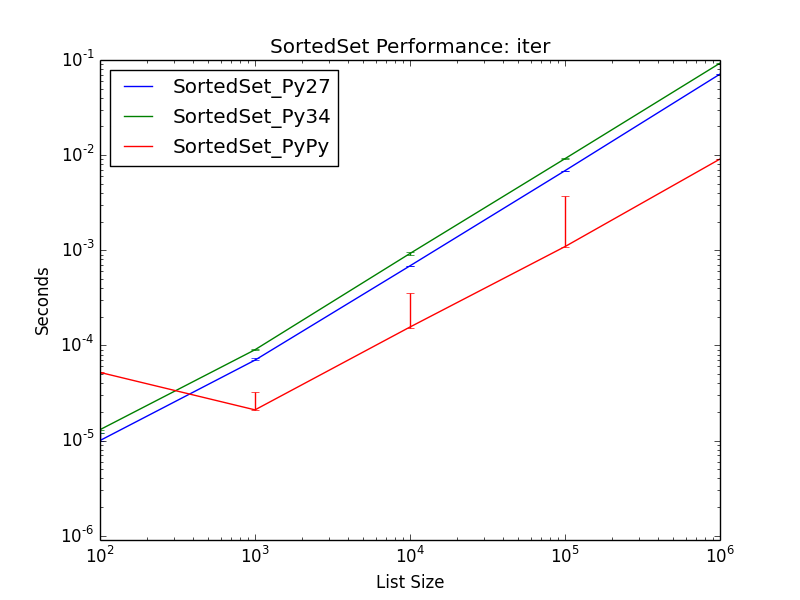 SortedSet Performance: iter
10^-1
SortedSet_Py27
SortedSet_Py34
SortedSet_PyPy
10^-2
10^-3
Seconds
10^-4
10^-5
10^-6
10^2 10^3 10^4 10^5 10^6
List Size